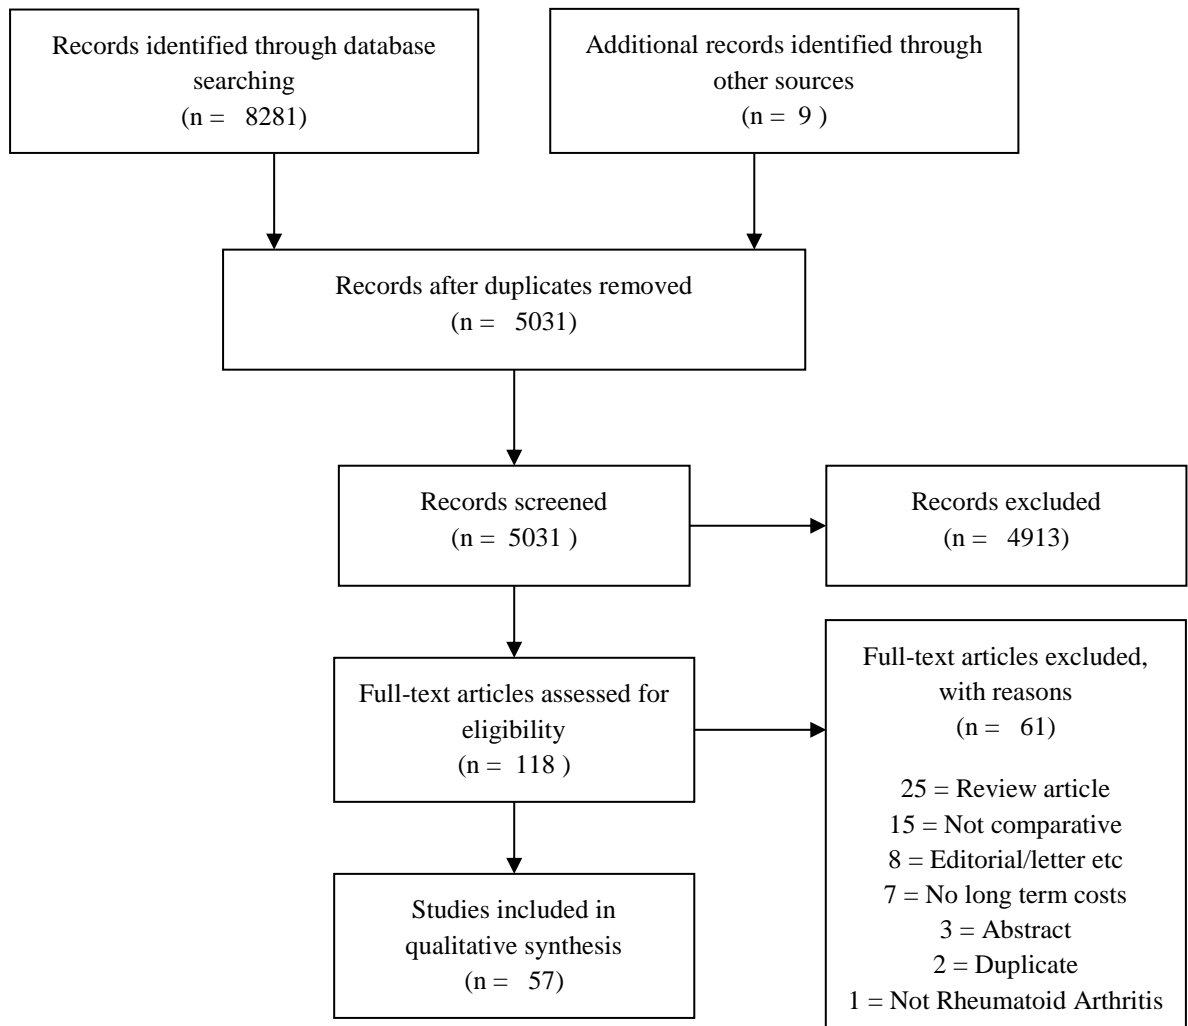 Records identified through database
searching
(n =   8281)
Additional records identified through
other sources
(n =  9 )
Records after duplicates removed
(n =   5031)
Records screened
(n =  5031 )
Records excluded
(n =   4913)
Full-text articles assessed for
eligibility
(n =  118 )
Full-text articles excluded,
with reasons
(n =   61)
25 = Review article
15 = Not comparative
8 = Editorial/letter etc
7 = No long term costs
3 = Abstract
2 = Duplicate
1 = Not Rheumatoid Arthritis
Studies included in
qualitative synthesis
(n =   57)